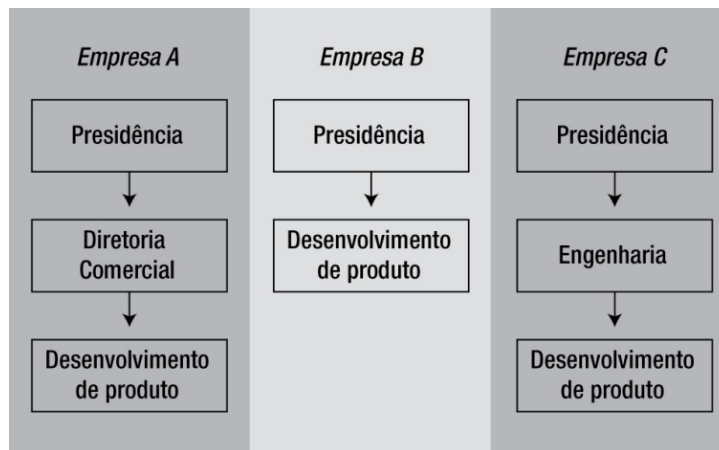 Empresa A
Presidência
Diretoria
Comercial
Desenvolvimento
de produto
Empresa B
Presidência
Desenvolvimento
de produto
Empresa C
Presidência
Engenharia
Desenvolvimento
de produto